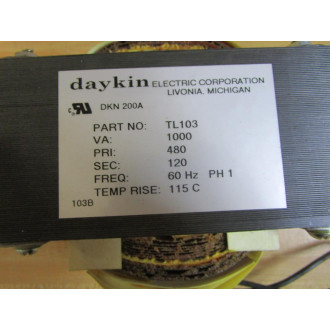 daykin ELECTRIC CORPORATION
LIVONIA, MICHIGAN
DKN 200A
PART NO: TL103
VA: 1000
PRI: 480
SEC: 120
FREQ: 60 Hz PH 1
TEMP RISE: 115 C
103B